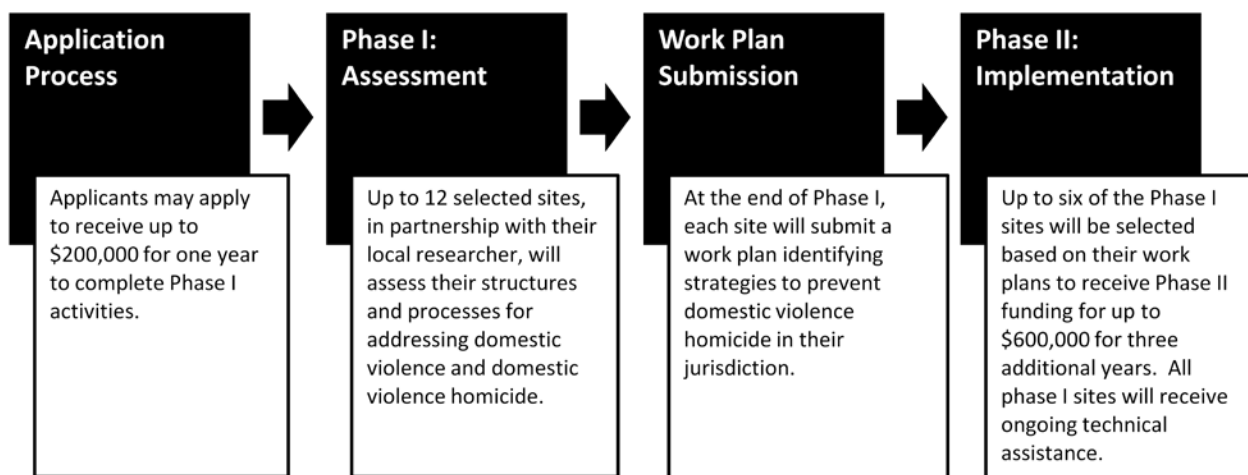 Application
Process
Applicants may apply
to receive up to
$200,000 for one year
to complete Phase I
activities.
Phase I:
Assessment
Up to 12 selected sites,
in partnership with their
local researcher, will
assess their structures
and processes for
addressing domestic
violence and domestic
violence homicide.
Work Plan
Submission
At the end of Phase I,
each site will submit a
work plan identifying
strategies to prevent
domestic violence
homicide in their
jurisdiction.
Phase II:
Implementation
Up to six of the Phase I
sites will be selected
based on their work
plans to receive Phase II
funding for up to
$600,000 for three
additional years.  All
phase I sites will receive
ongoing technical
assistance.